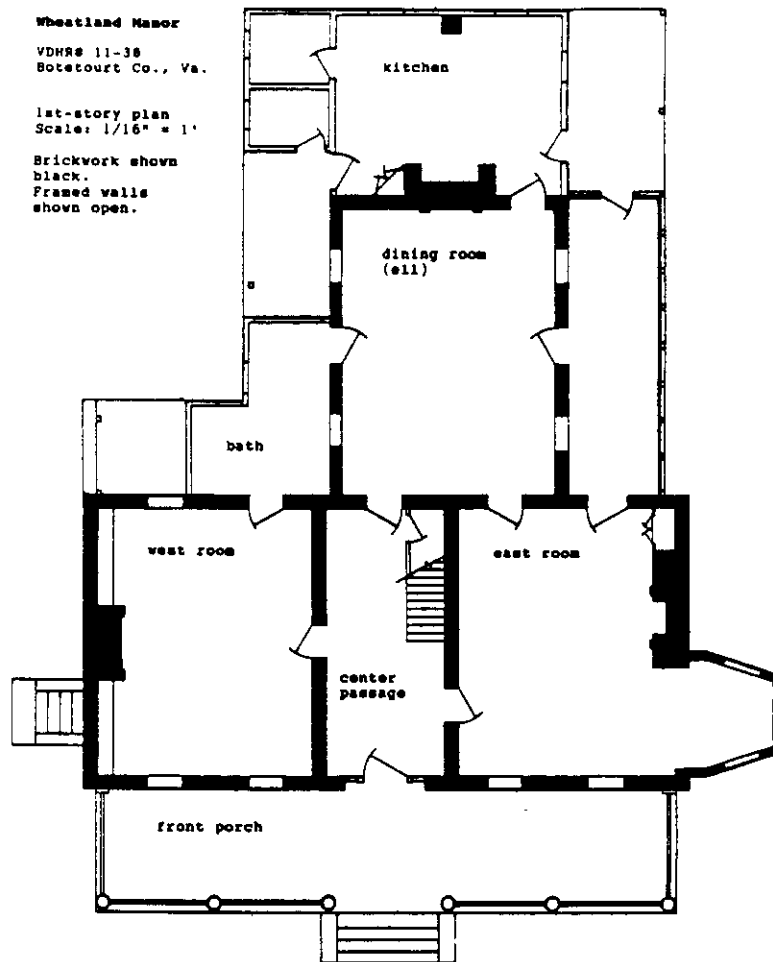 Wheatland Manor
VDHR# 11-38
Botetourt Co., Va.
1st-story plan
Scale: 1/16" = 1'
Brickwork shown
black.
Framed walls
shown open.
kitchen
dining room
(ell)
bath
west room
east room
center
passage
front porch